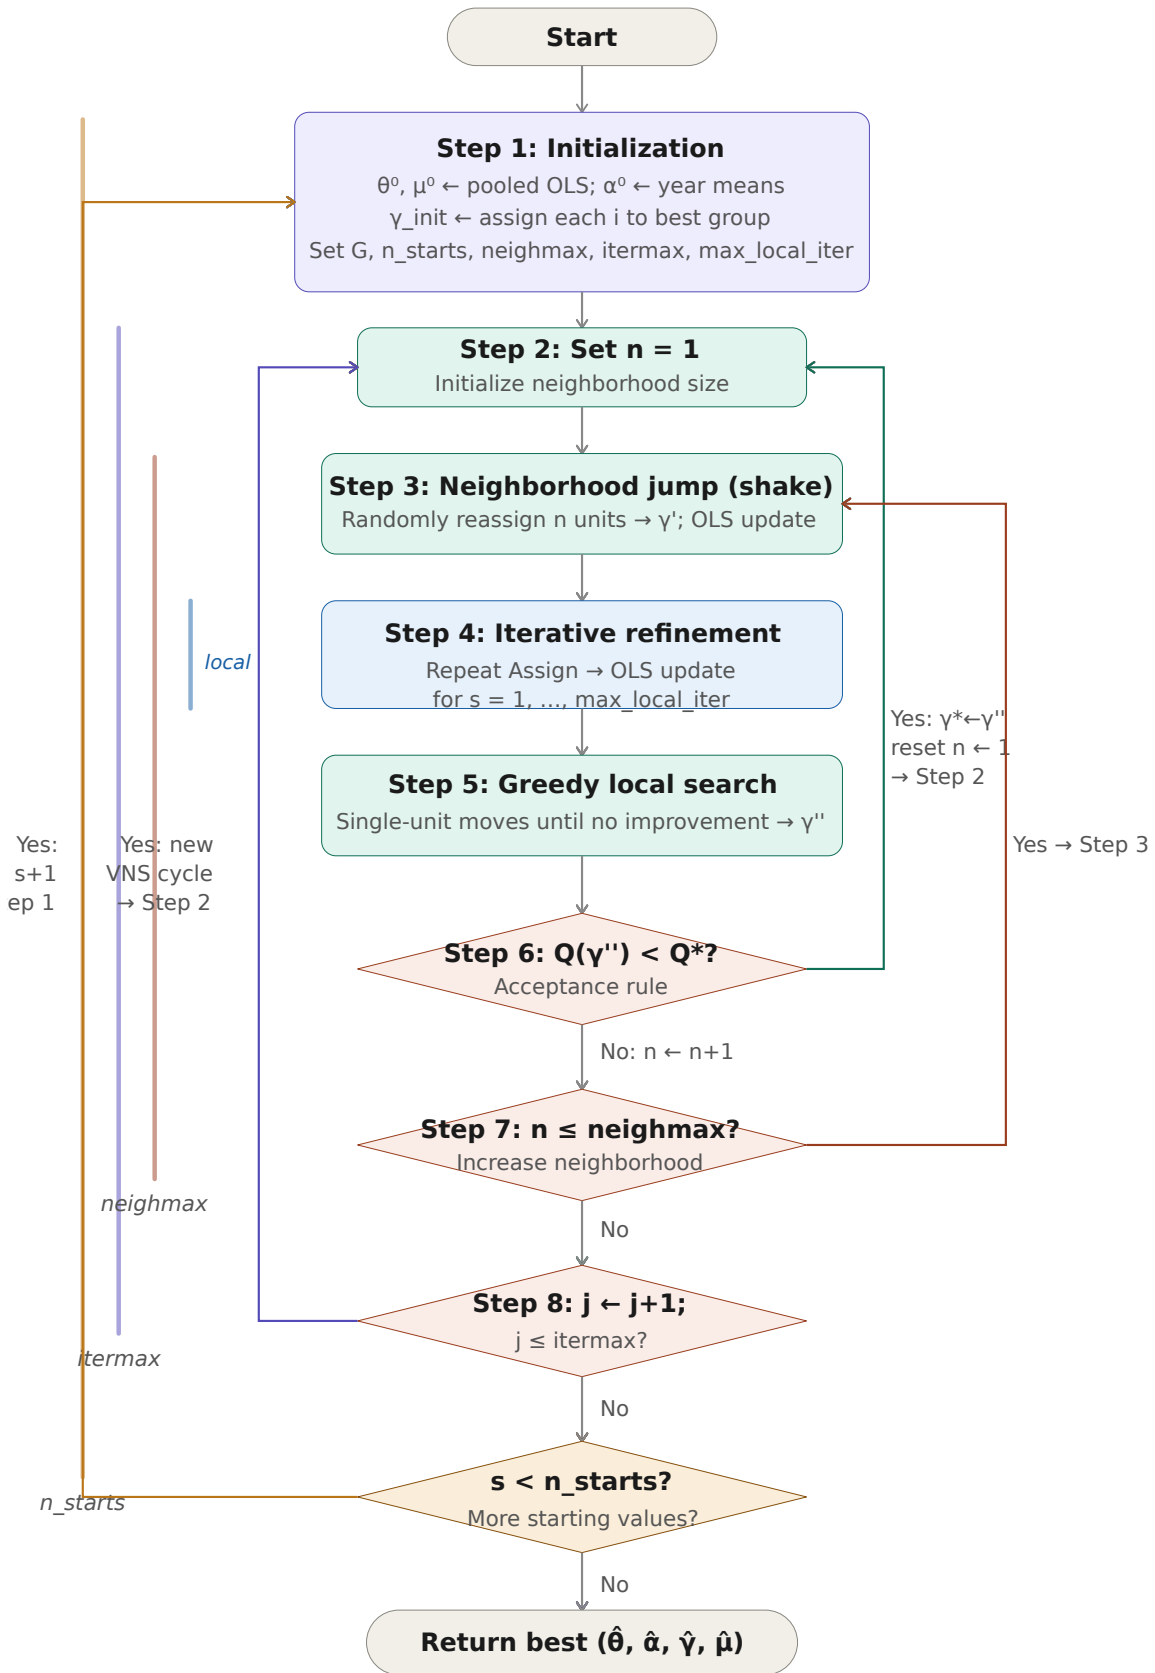 Start
Step 1: Initialization
θ⁰, μ⁰ ← pooled OLS; α⁰ ← year means
γ_init ← assign each i to best group
Set G, n_starts, neighmax, itermax, max_local_iter
Step 2: Set n = 1
Initialize neighborhood size
Step 3: Neighborhood jump (shake)
Randomly reassign n units → γ'; OLS update
Step 4: Iterative refinement
Repeat Assign → OLS update
for s = 1, ..., max_local_iter
local
Step 5: Greedy local search
Single-unit moves until no improvement → γ''
Yes: γ*←γ''
reset n ← 1
→ Step 2
Yes → Step 3
Yes:
s+1
ep 1
Yes: new
VNS cycle
→ Step 2
Step 6: Q(γ'') < Q*?
Acceptance rule
No: n ← n+1
Step 7: n ≤ neighmax?
Increase neighborhood
neighmax
No
Step 8: j ← j+1;
j ≤ itermax?
itermax
No
s < n_starts?
More starting values?
n_starts
No
Return best (θ̂, α̂, γ̂, μ̂)